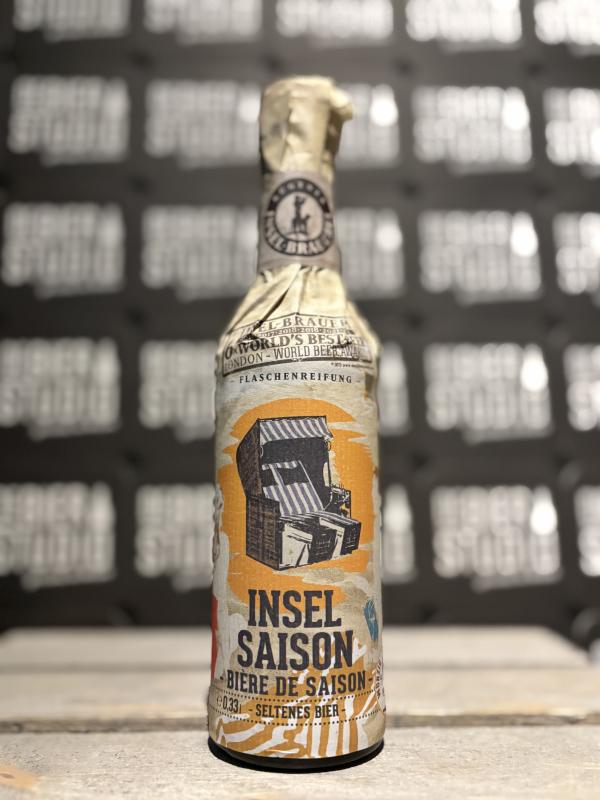 INSEL-BRAUEREI
WORLD'S BEST
LONDON - WORLD BEER AWARDS
- FLASCHENREIFUNG -
INSEL
SAISON
- BIÈRE DE SAISON -
0,33l
- SELTENES BIER -